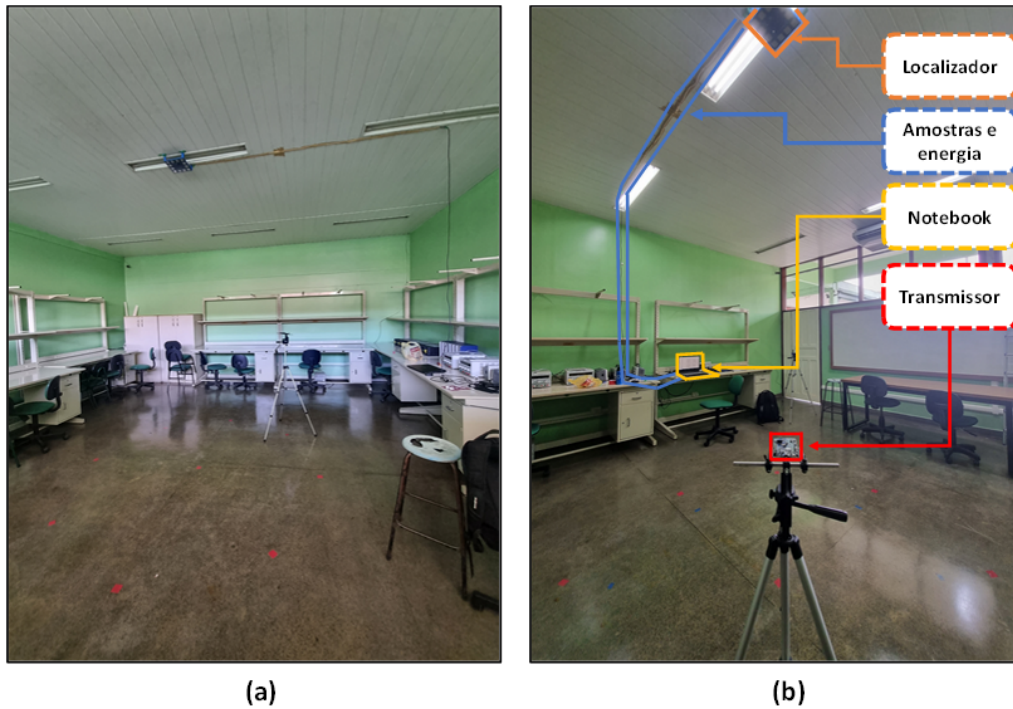 Localizador
Amostras e
energia
Notebook
Transmissor
(a)
(b)